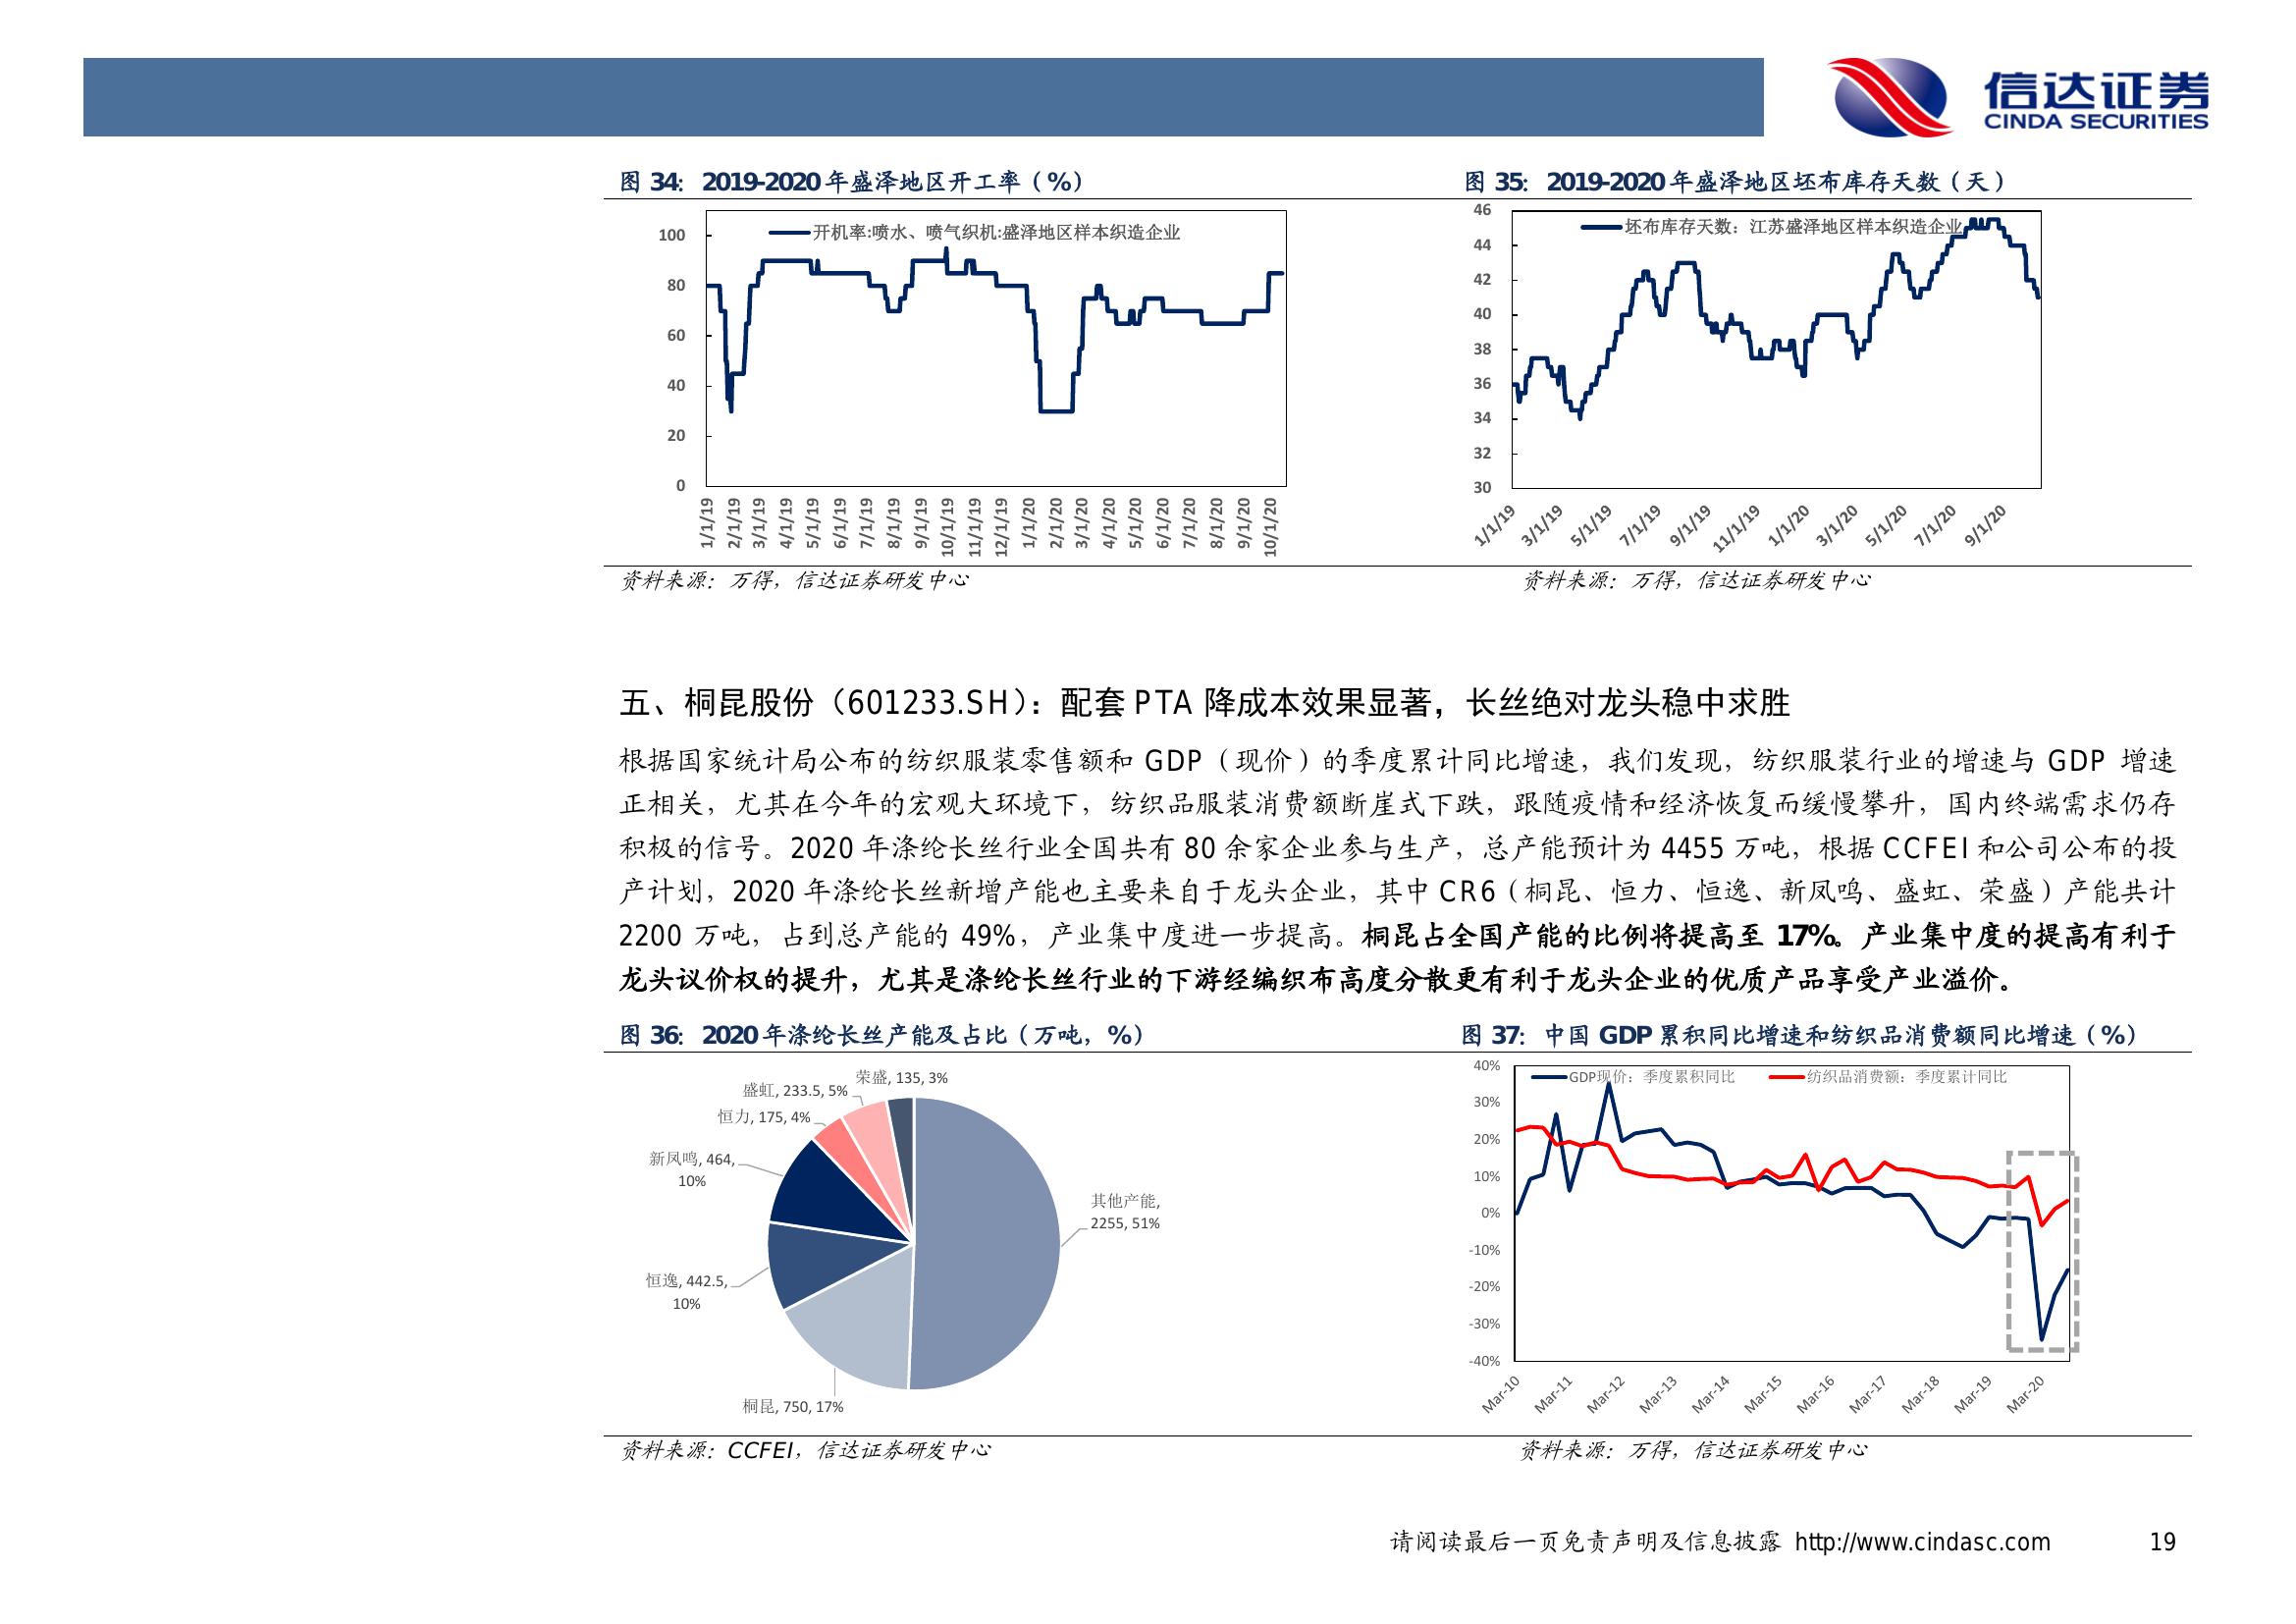 信达证券
CINDA SECURITIES
图 34: 2019-2020 年盛泽地区开工率（%）
图 35: 2019-2020 年盛泽地区坯布库存天数（天）
开机率:喷水、喷气织机:盛泽地区样本织造企业
100
80
60
40
20
0
1/1/19 2/1/19 3/1/19 4/1/19 5/1/19 6/1/19 7/1/19 8/1/19 9/1/19 10/1/19 11/1/19 12/1/19 1/1/20 2/1/20 3/1/20 4/1/20 5/1/20 6/1/20 7/1/20 8/1/20 9/1/20 10/1/20
坯布库存天数：江苏盛泽地区样本织造企业
46
44
42
40
38
36
34
32
30
1/1/19 3/1/19 5/1/19 7/1/19 9/1/19 11/1/19 1/1/20 3/1/20 5/1/20 7/1/20 9/1/20
资料来源：万得，信达证券研发中心
资料来源：万得，信达证券研发中心
五、桐昆股份（601233.SH）：配套 PTA 降成本效果显著，长丝绝对龙头稳中求胜
根据国家统计局公布的纺织服装零售额和 GDP（现价）的季度累计同比增速，我们发现，纺织服装行业的增速与 GDP 增速
正相关，尤其在今年的宏观大环境下，纺织品服装消费额断崖式下跌，跟随疫情和经济恢复而缓慢攀升，国内终端需求仍存
积极的信号。2020 年涤纶长丝行业全国共有 80 余家企业参与生产，总产能预计为 4455 万吨，根据 CCFEI 和公司公布的投
产计划，2020 年涤纶长丝新增产能也主要来自于龙头企业，其中 CR6（桐昆、恒力、恒逸、新凤鸣、盛虹、荣盛）产能共计
2200 万吨，占到总产能的 49%，产业集中度进一步提高。桐昆占全国产能的比例将提高至 17%。产业集中度的提高有利于
龙头议价权的提升，尤其是涤纶长丝行业的下游经编织布高度分散更有利于龙头企业的优质产品享受产业溢价。
图 36: 2020 年涤纶长丝产能及占比（万吨，%）
图 37: 中国 GDP 累积同比增速和纺织品消费额同比增速（%）
荣盛, 135, 3%
盛虹, 233.5, 5%
恒力, 175, 4%
新凤鸣, 464,
10%
其他产能,
2255, 51%
恒逸, 442.5,
10%
桐昆, 750, 17%
GDP现价：季度累积同比
纺织品消费额：季度累计同比
40%
30%
20%
10%
0%
-10%
-20%
-30%
-40%
Mar-10 Mar-11 Mar-12 Mar-13 Mar-14 Mar-15 Mar-16 Mar-17 Mar-18 Mar-19 Mar-20
资料来源：CCFEI，信达证券研发中心
资料来源：万得，信达证券研发中心
请阅读最后一页免责声明及信息披露 http://www.cindasc.com 19